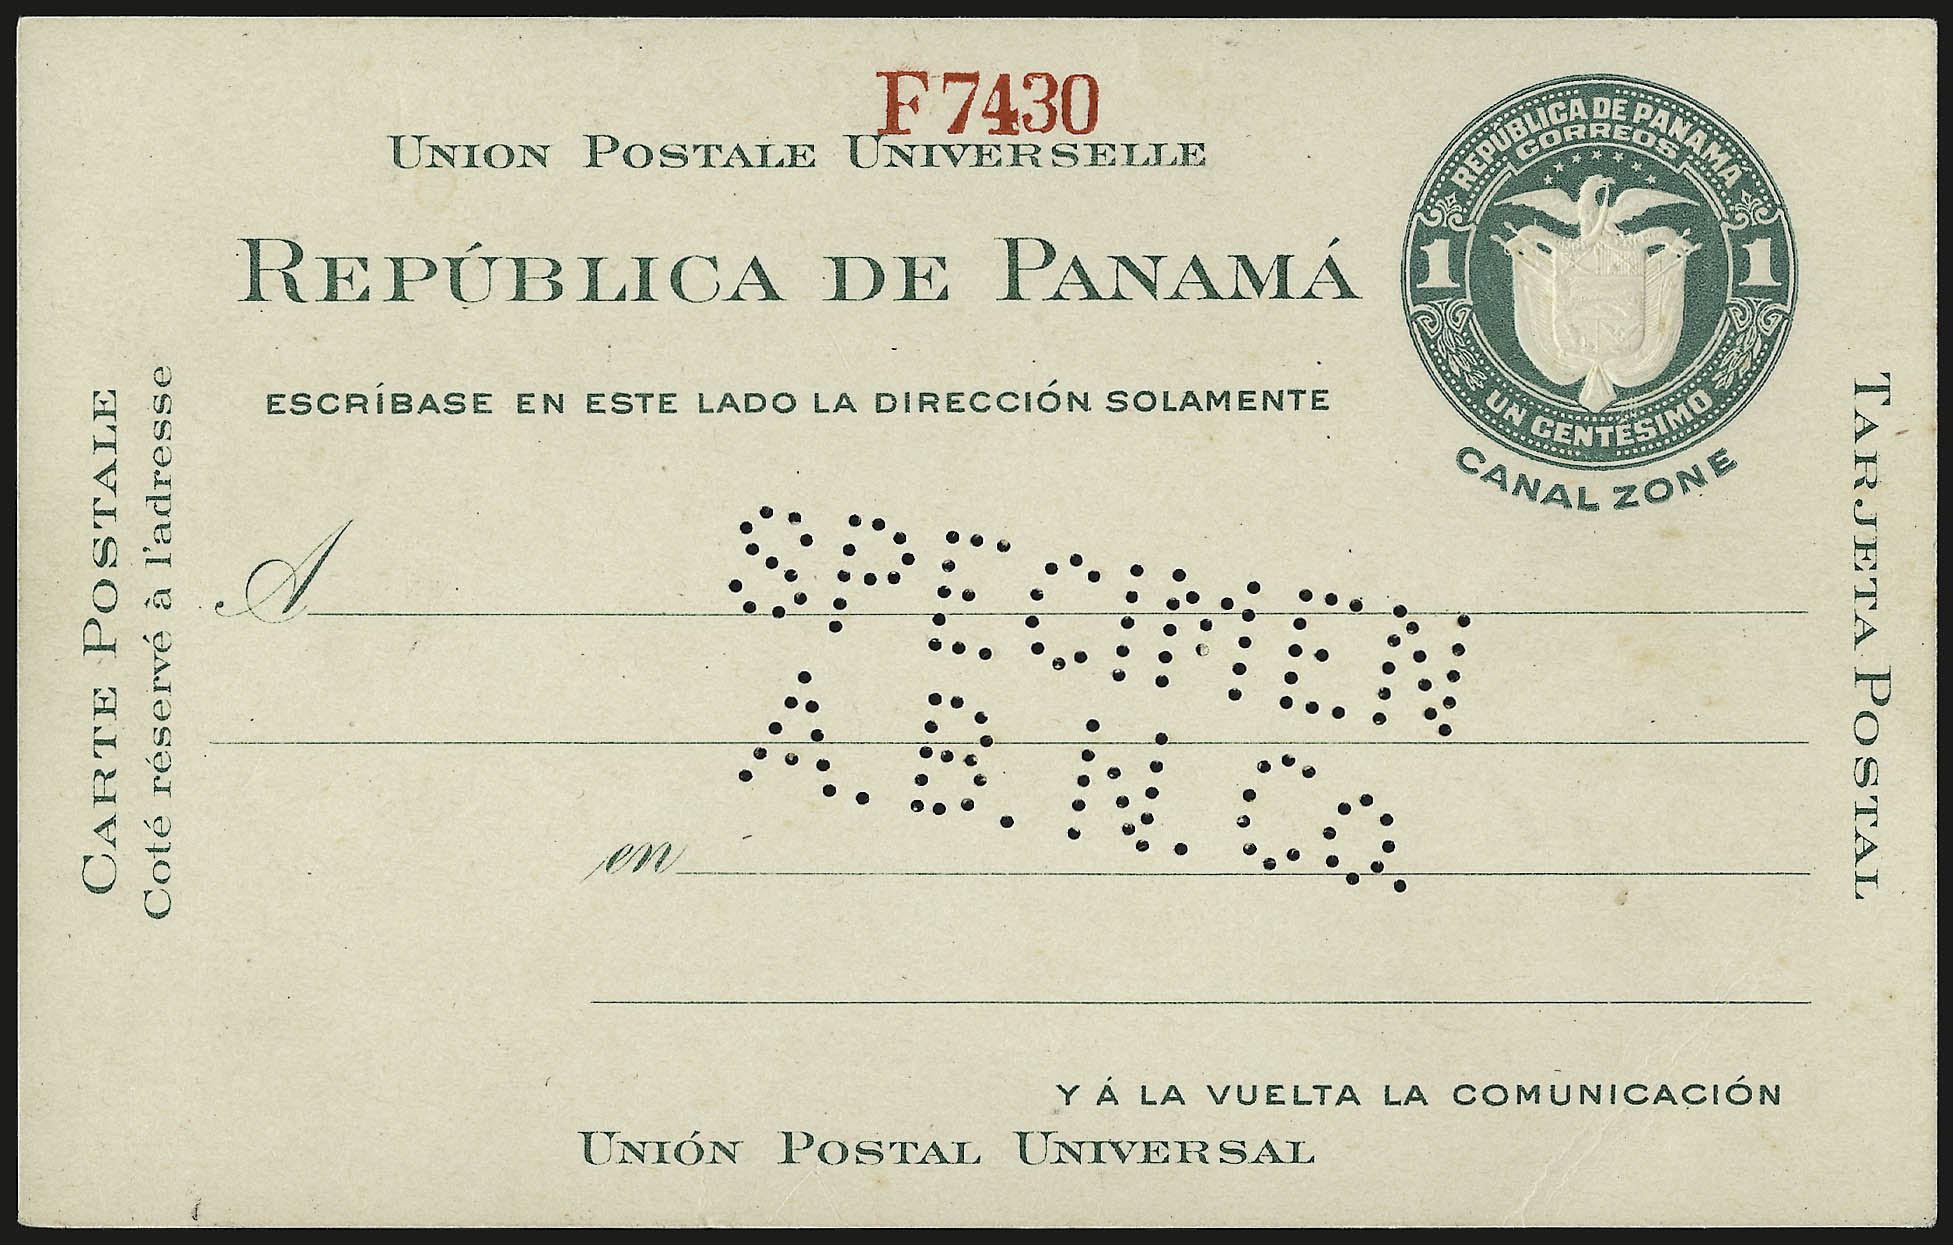 F7430
UNION POSTALE UNIVERSELLE
REPÚBLICA DE PANAMÁ
REPÚBLICA DE PANAMA
CORREOS
1 1
UN CENTÉSIMO
CANAL ZONE
ESCRÍBASE EN ESTE LADO LA DIRECCIÓN SOLAMENTE
CARTE POSTALE
Coté réservé à l'adresse
TARJETA POSTAL
A
SPECIMEN
A.B.N.Co.
en
Y Á LA VUELTA LA COMUNICACIÓN
UNIÓN POSTAL UNIVERSAL